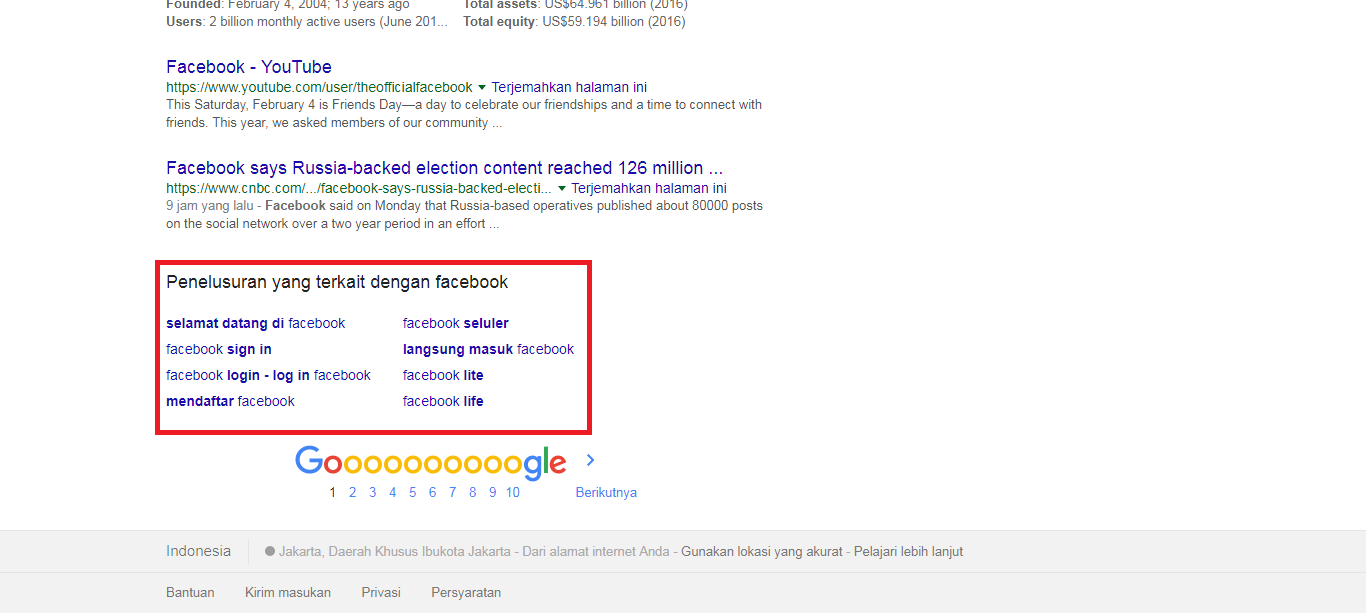 Founded: February 4, 2004; 13 years ago Total assets: US$64.961 billion (2016)
Users: 2 billion monthly active users (June 201... Total equity: US$59.194 billion (2016)
Facebook - YouTube
https://www.youtube.com/user/theofficialfacebook ▼ Terjemahkan halaman ini
This Saturday, February 4 is Friends Day—a day to celebrate our friendships and a time to connect with
friends. This year, we asked members of our community ...
Facebook says Russia-backed election content reached 126 million ...
https://www.cnbc.com/.../facebook-says-russia-backed-electi... ▼ Terjemahkan halaman ini
9 jam yang lalu - Facebook said on Monday that Russia-based operatives published about 80000 posts
on the social network over a two year period in an effort ...
Penelusuran yang terkait dengan facebook
selamat datang di facebook facebook seluler
facebook sign in langsung masuk facebook
facebook login - log in facebook facebook lite
mendaftar facebook facebook life
Goooooooooogle >
1 2 3 4 5 6 7 8 9 10 Berikutnya
Indonesia ● Jakarta, Daerah Khusus Ibukota Jakarta - Dari alamat internet Anda - Gunakan lokasi yang akurat - Pelajari lebih lanjut
Bantuan Kirim masukan Privasi Persyaratan